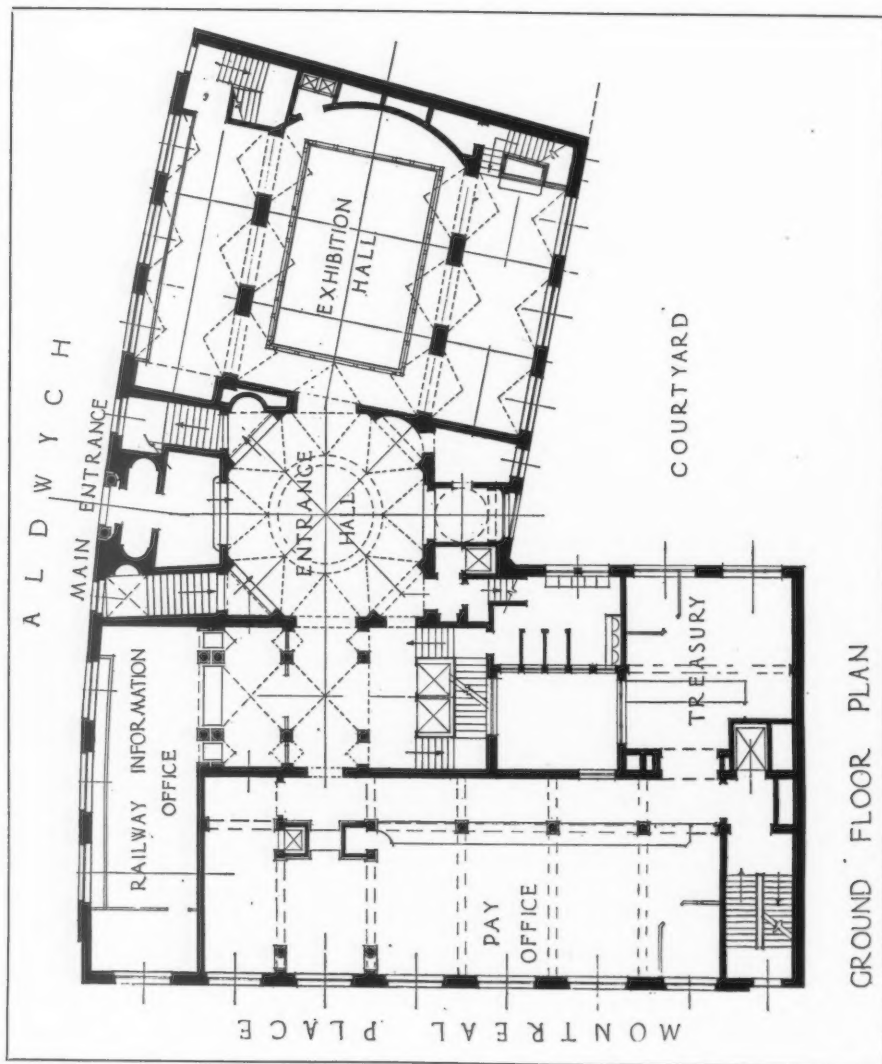 ALDWYCH
MAIN ENTRANCE
EXHIBITION
HALL
ENTRANCE
HALL
RAILWAY INFORMATION
OFFICE
COURTYARD
TREASURY
PAY
OFFICE
MONTREAL PLACE
GROUND FLOOR PLAN